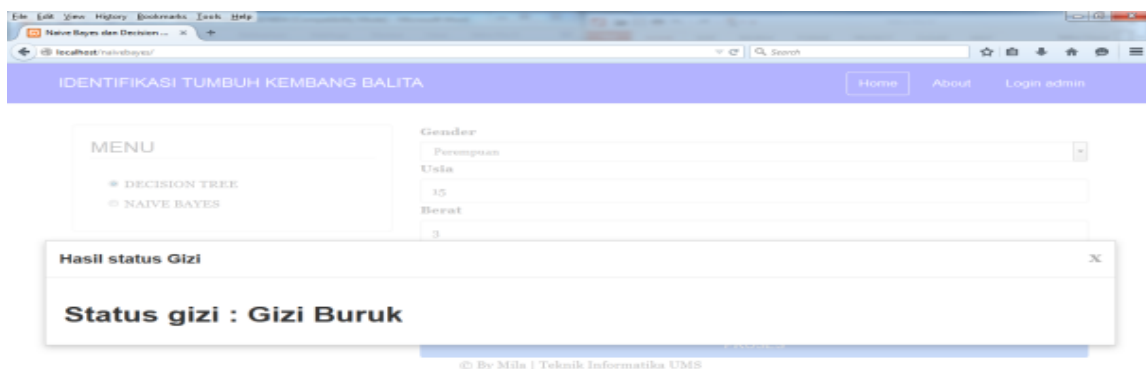 File Edit View History Bookmarks Tools Help
Naive Bayes dan Decision ... × +
localhost/naivebayes/ Search
IDENTIFIKASI TUMBUH KEMBANG BALITA Home About Login admin
MENU
DECISION TREE
NAIVE BAYES
Gender
Perempuan
Usia
15
Berat
3
Hasil status Gizi x
Status gizi : Gizi Buruk
PROSES
© By Mila | Teknik Informatika UMS